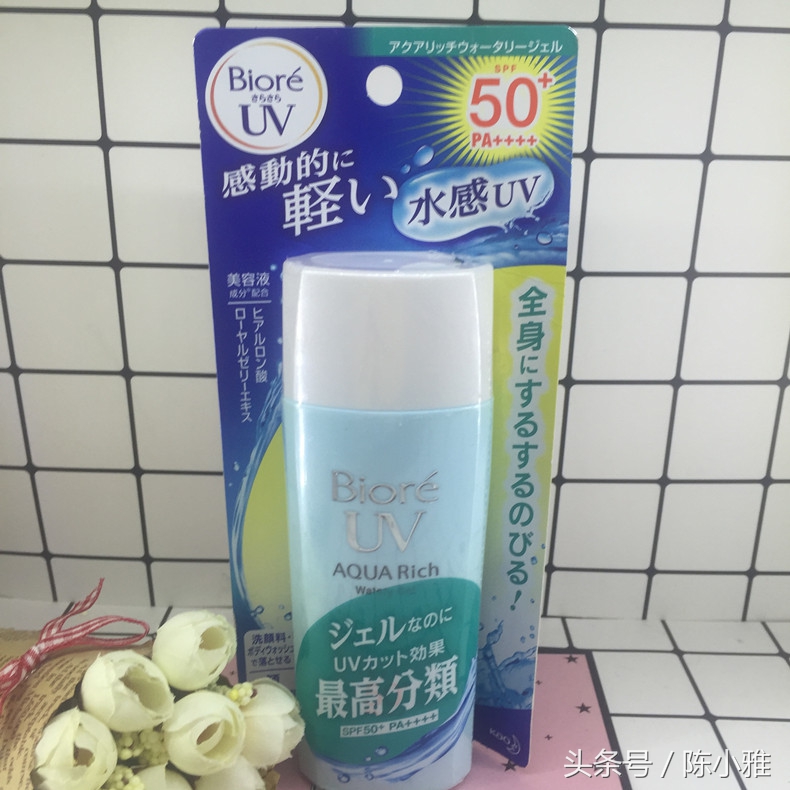 アクアリッチウォータリージェル
Bioré
さらさら
UV
SPF
50+
PA++++
感動的に
軽い
水感UV
美容液
成分*配合
ヒアルロン酸
ローヤルゼリーエキス
全身にするするのびる!
Bioré
UV
AQUA Rich
ジェルなのに
UVカット効果
最高分類
SPF50+ PA++++
洗顔料・
ボディウォッシュ
で落とせる
Kao
头条号 / 陈小雅